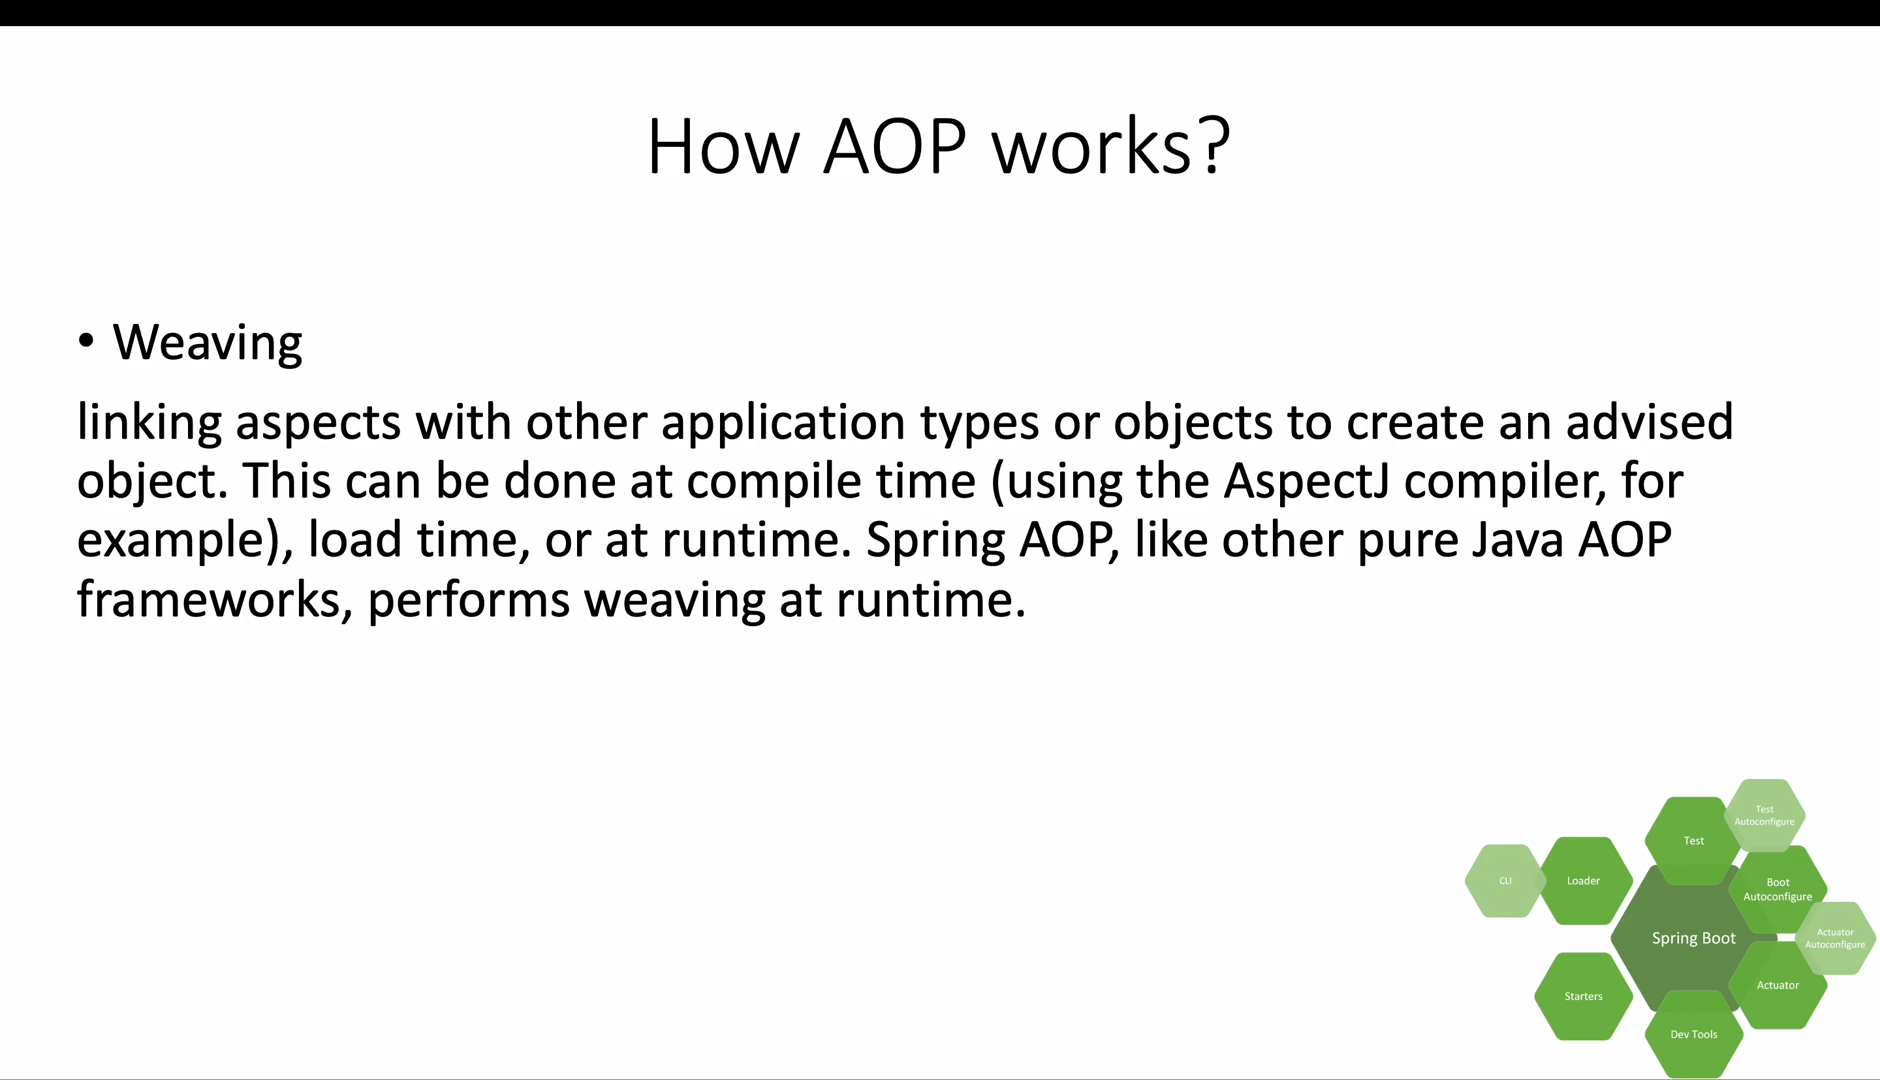 How AOP works?
• Weaving
linking aspects with other application types or objects to create an advised
object. This can be done at compile time (using the AspectJ compiler, for
example), load time, or at runtime. Spring AOP, like other pure Java AOP
frameworks, performs weaving at runtime.
Test
Autoconfigure
Test
CLI
Loader
Boot
Autoconfigure
Spring Boot
Actuator
Autoconfigure
Starters
Actuator
Dev Tools